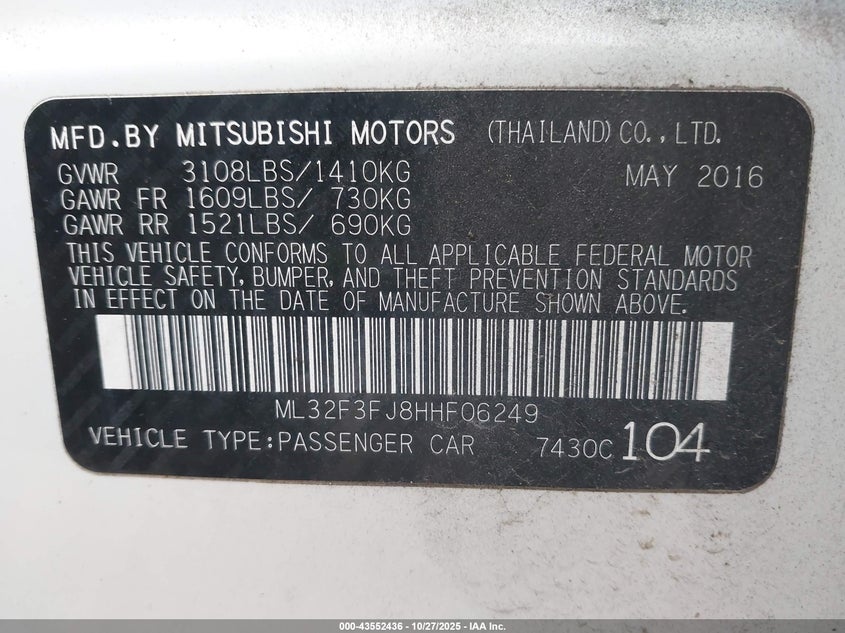 MFD.BY MITSUBISHI MOTORS (THAILAND) CO.,LTD.
GVWR 3108LBS/1410KG MAY 2016
GAWR FR 1609LBS/ 730KG
GAWR RR 1521LBS/ 690KG
THIS VEHICLE CONFORMS TO ALL APPLICABLE FEDERAL MOTOR
VEHICLE SAFETY, BUMPER, AND THEFT PREVENTION STANDARDS
IN EFFECT ON THE DATE OF MANUFACTURE SHOWN ABOVE.
ML32F3FJ8HHF06249
VEHICLE TYPE:PASSENGER CAR 7430C 104
000-43552436 - 10/27/2025 - IAA Inc.